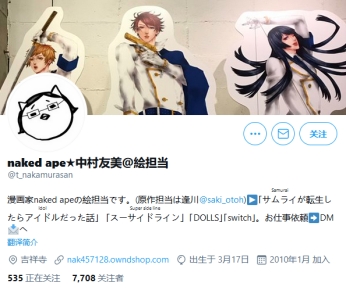 关注
naked ape★中村友美@絵担当
@t_nakamurasan
漫画家naked apeの絵担当です。(原作担当は逢川@saki_otoh)▶️「サムライが転生し
Samurai
たらアイドルだった話」「スーサイドライン」「DOLLS」「switch」。お仕事依頼➡️DM
Idol Super side line
📩へ
翻译简介
吉祥寺 nak457128.owndshop.com 出生于 3月17日 2010年1月 加入
535 正在关注 7,708 关注者